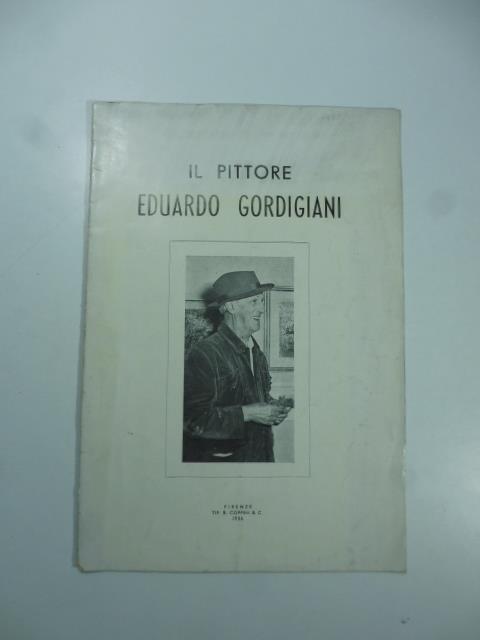 IL PITTORE
EDUARDO GORDIGIANI
FIRENZE
TIP. B. COPPINI & C.